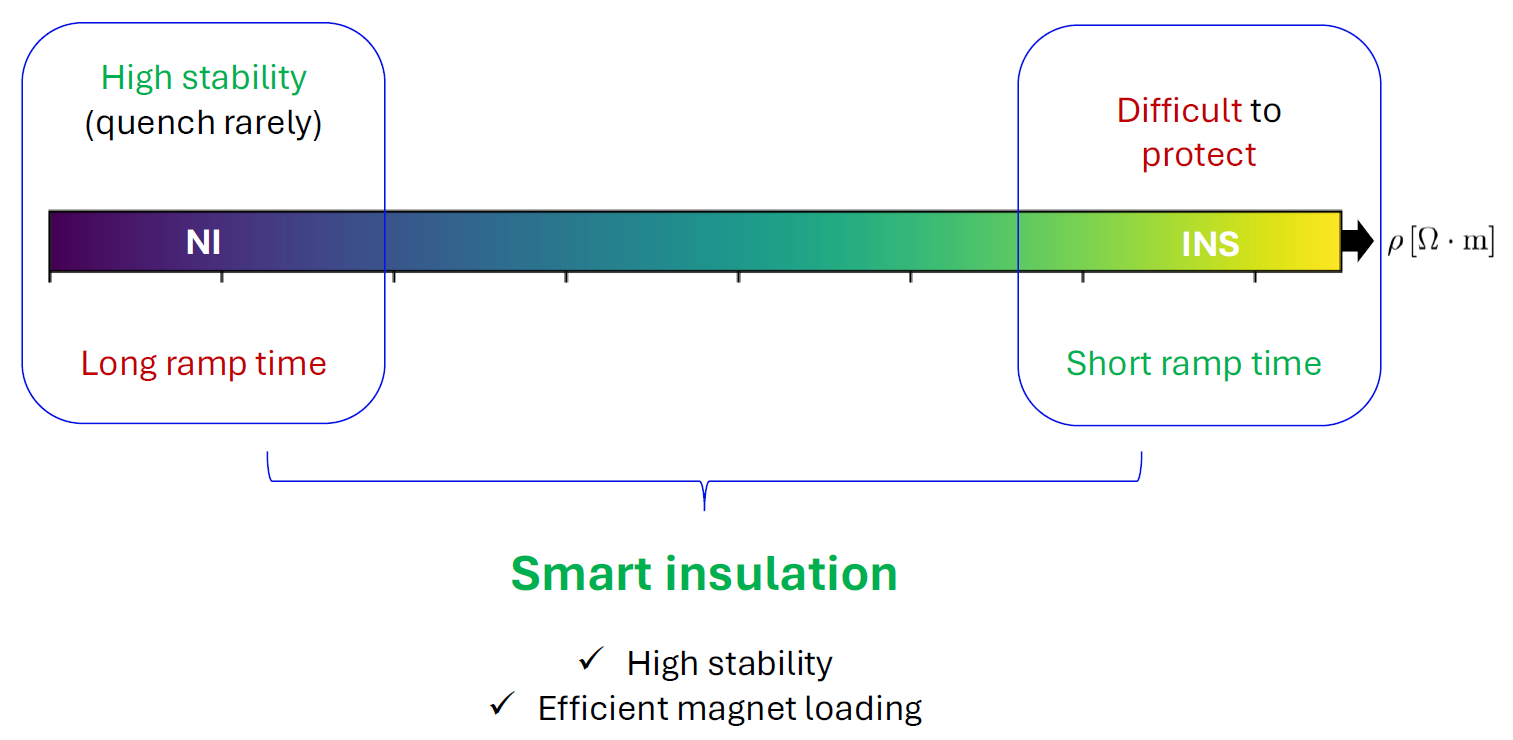 High stability
(quench rarely)
Difficult to
protect
NI
INS
ρ [Ω · m]
Long ramp time
Short ramp time
Smart insulation
✓ High stability
✓ Efficient magnet loading